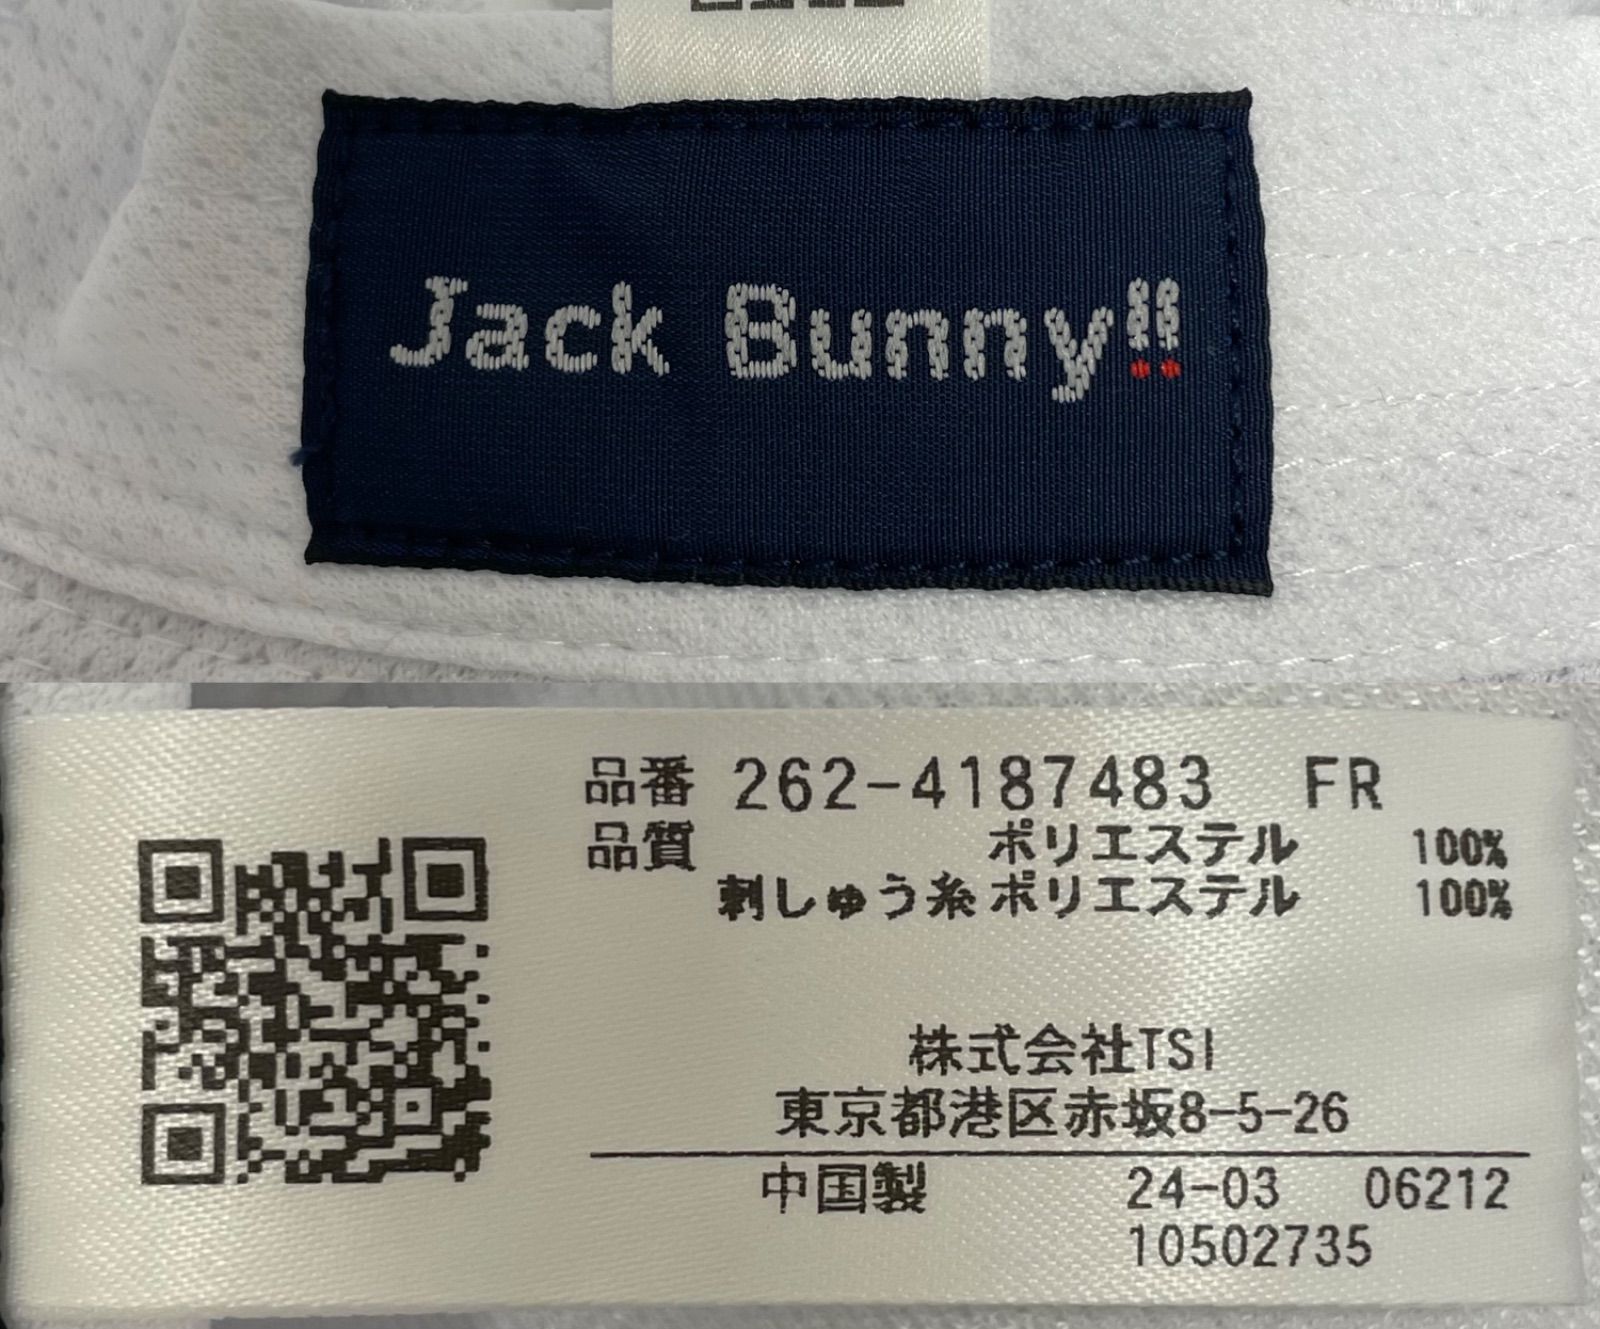 Jack Bunny!!
品番 262-4187483 FR
品質 ポリエステル 100%
刺しゅう糸 ポリエステル 100%
株式会社TSI
東京都港区赤坂8-5-26
中国製 24-03 06212
10502735